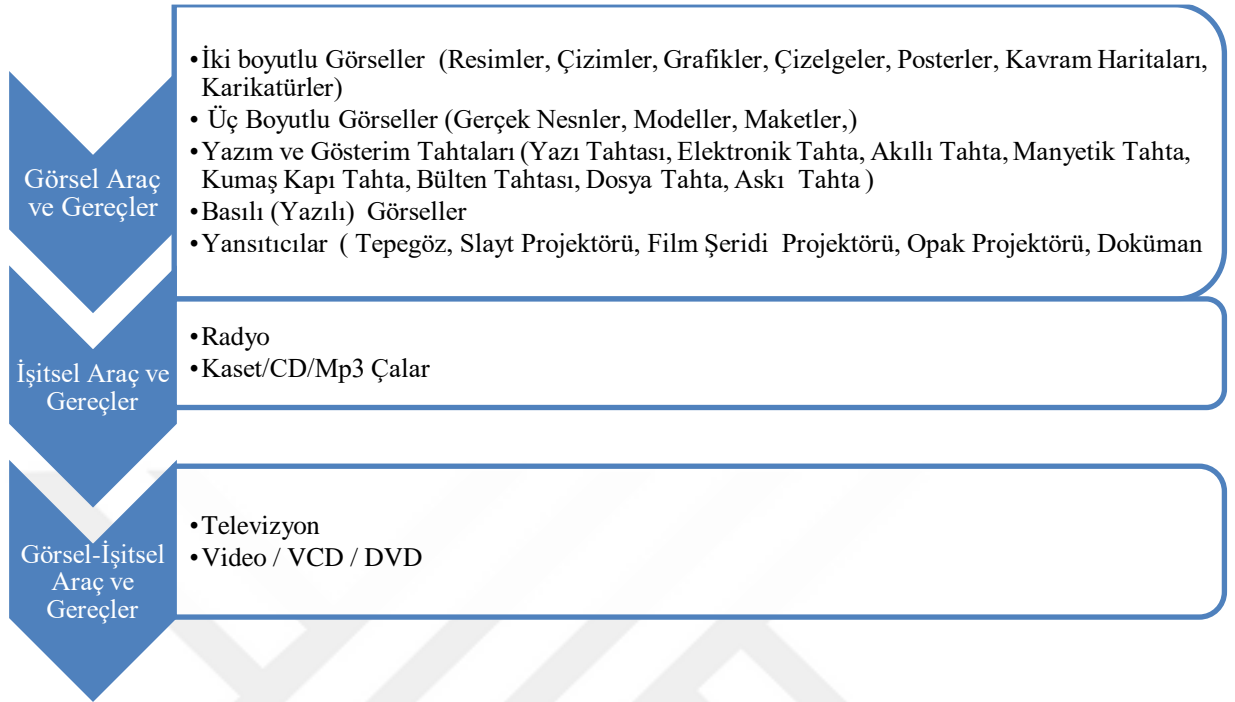 Görsel Araç
ve Gereçler
•İki boyutlu Görseller (Resimler, Çizimler, Grafikler, Çizelgeler, Posterler, Kavram Haritaları,
Karikatürler)
• Üç Boyutlu Görseller (Gerçek Nesnler, Modeller, Maketler,)
•Yazım ve Gösterim Tahtaları (Yazı Tahtası, Elektronik Tahta, Akıllı Tahta, Manyetik Tahta,
Kumaş Kapı Tahta, Bülten Tahtası, Dosya Tahta, Askı Tahta )
•Basılı (Yazılı) Görseller
•Yansıtıcılar ( Tepegöz, Slayt Projektörü, Film Şeridi Projektörü, Opak Projektörü, Doküman
İşitsel Araç ve
Gereçler
•Radyo
•Kaset/CD/Mp3 Çalar
Görsel-İşitsel
Araç ve
Gereçler
•Televizyon
•Video / VCD / DVD